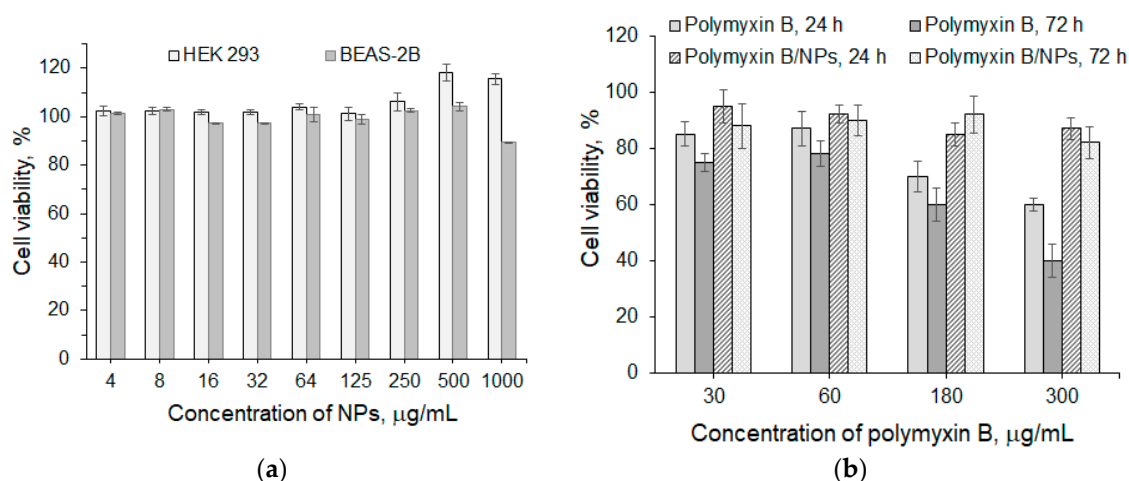 HEK 293 BEAS-2B
120
100
80
60
40
20
0
Cell viability, %
4 8 16 32 64 125 250 500 1000
Concentration of NPs, μg/mL
(a)
Polymyxin B, 24 h Polymyxin B, 72 h
Polymyxin B/NPs, 24 h Polymyxin B/NPs, 72 h
120
100
80
60
40
20
0
Cell viability, %
30 60 180 300
Concentration of polymyxin B, μg/mL
(b)